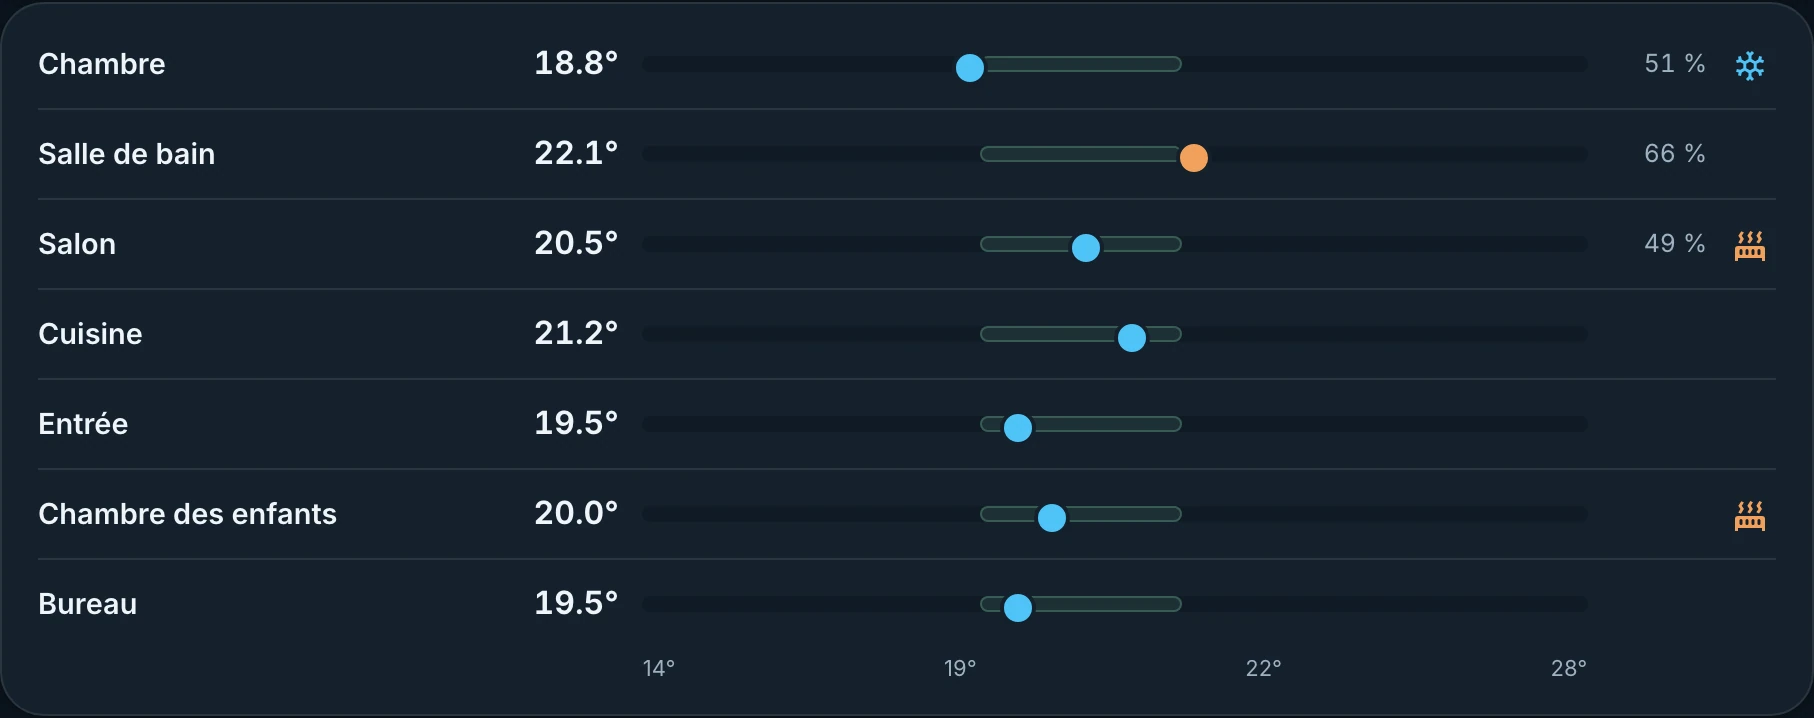 Chambre 18.8° 51 %
Salle de bain 22.1° 66 %
Salon 20.5° 49 %
Cuisine 21.2°
Entrée 19.5°
Chambre des enfants 20.0°
Bureau 19.5°
14° 19° 22° 28°